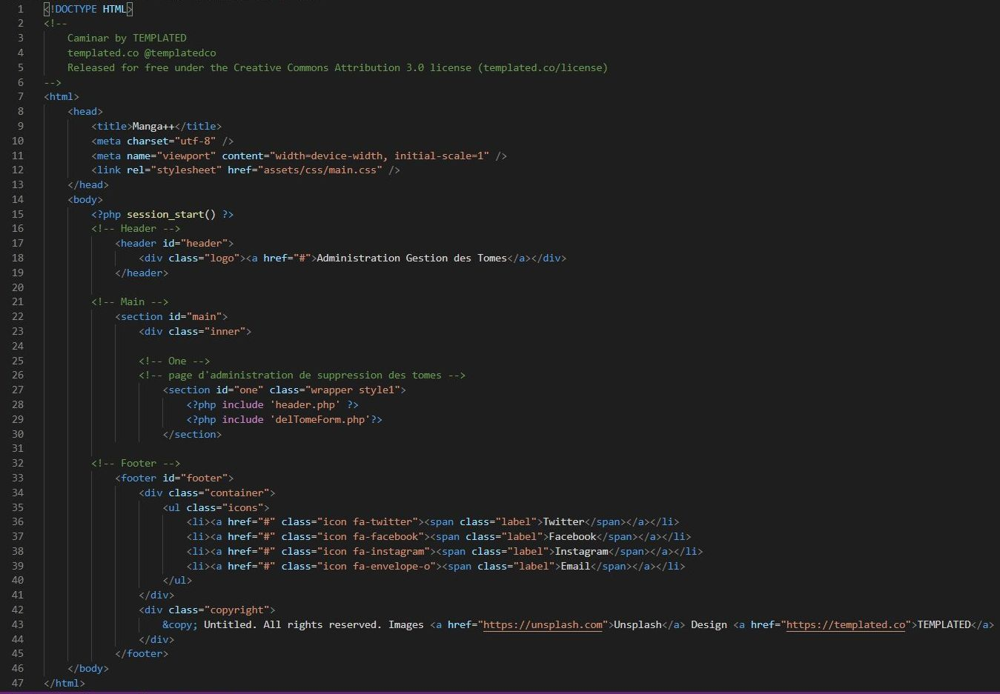 1 <!DOCTYPE HTML>
2 <!--
3     Caminar by TEMPLATED
4     templated.co @templatedco
5     Released for free under the Creative Commons Attribution 3.0 license (templated.co/license)
6 -->
7 <html>
8     <head>
9         <title>Manga++</title>
10         <meta charset="utf-8" />
11         <meta name="viewport" content="width=device-width, initial-scale=1" />
12         <link rel="stylesheet" href="assets/css/main.css" />
13     </head>
14     <body>
15         <?php session_start() ?>
16         <!-- Header -->
17             <header id="header">
18                 <div class="logo"><a href="#">Administration Gestion des Tomes</a></div>
19             </header>
20
21         <!-- Main -->
22             <section id="main">
23                 <div class="inner">
24
25                 <!-- One -->
26                 <!-- page d'administration de suppression des tomes -->
27                     <section id="one" class="wrapper style1">
28                         <?php include 'header.php' ?>
29                         <?php include 'delTomeForm.php'?>
30                     </section>
31
32         <!-- Footer -->
33             <footer id="footer">
34                 <div class="container">
35                     <ul class="icons">
36                         <li><a href="#" class="icon fa-twitter"><span class="label">Twitter</span></a></li>
37                         <li><a href="#" class="icon fa-facebook"><span class="label">Facebook</span></a></li>
38                         <li><a href="#" class="icon fa-instagram"><span class="label">Instagram</span></a></li>
39                         <li><a href="#" class="icon fa-envelope-o"><span class="label">Email</span></a></li>
40                     </ul>
41                 </div>
42                 <div class="copyright">
43                     &copy; Untitled. All rights reserved. Images <a href="https://unsplash.com">Unsplash</a> Design <a href="https://templated.co">TEMPLATED</a>
44                 </div>
45             </footer>
46     </body>
47 </html>